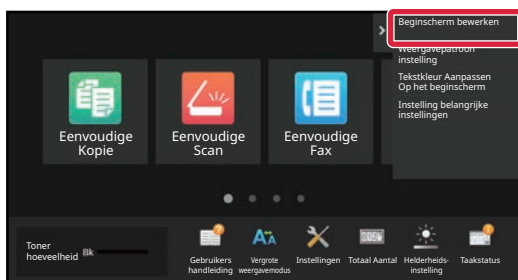 Beginscherm bewerken
Weergavepatroon
instelling
Tekstkleur Aanpassen
Op het beginscherm
Instelling belangrijke
instellingen
Eenvoudige
Kopie
Eenvoudige
Scan
Eenvoudige
Fax
Toner
hoeveelheid Bk
Gebruikers
handleiding
Vergrote
weergavemodus
Instellingen
Totaal Aantal
Helderheids-
instelling
Taakstatus